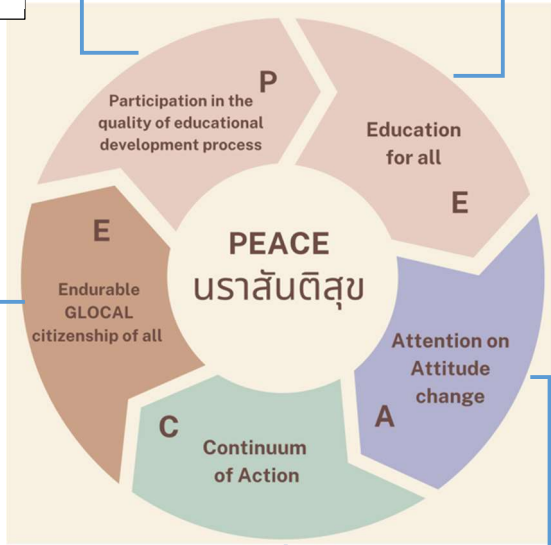 P
Participation in the
quality of educational
development process
Education
for all
E
Attention on
Attitude
change
A
C
Continuum
of Action
E
Endurable
GLOCAL
citizenship of all
PEACE
นราสันติสุข